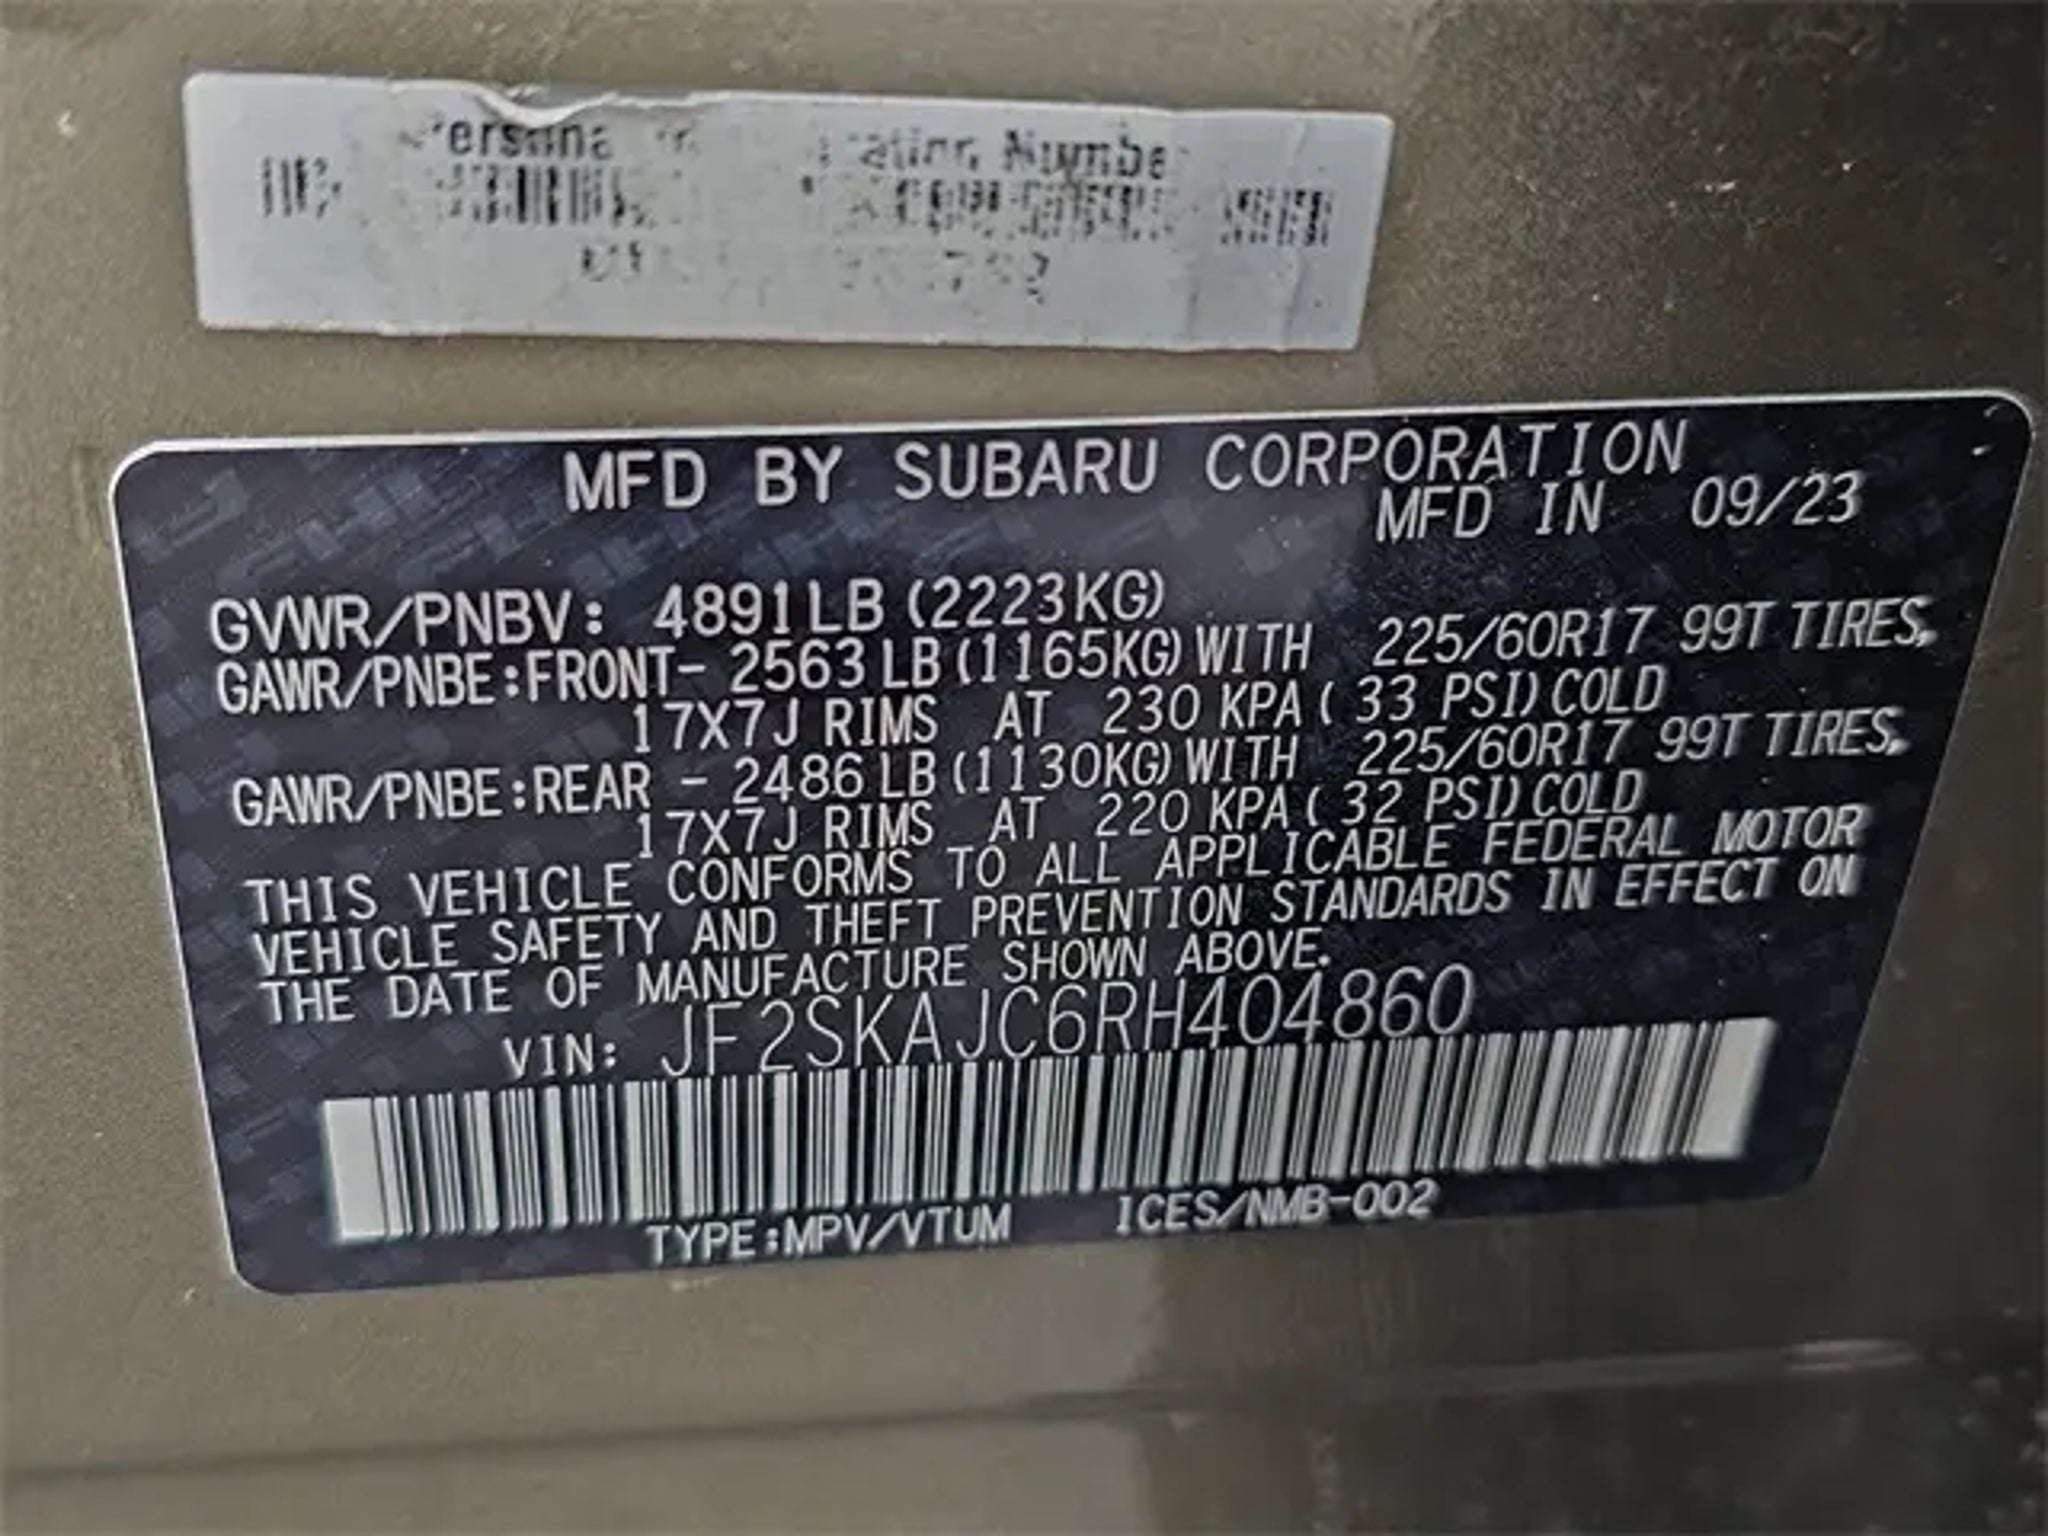 Number
MFD BY SUBARU CORPORATION
MFD IN 09/23
GVWR/PNBV: 4891LB (2223KG)
GAWR/PNBE:FRONT- 2563 LB (1165KG) WITH 225/60R17 99T TIRES,
17X7J RIMS AT 230 KPA ( 33 PSI) COLD
GAWR/PNBE:REAR - 2486 LB (1130KG) WITH 225/60R17 99T TIRES,
17X7J RIMS AT 220 KPA ( 32 PSI) COLD
THIS VEHICLE CONFORMS TO ALL APPLICABLE FEDERAL MOTOR
VEHICLE SAFETY AND THEFT PREVENTION STANDARDS IN EFFECT ON
THE DATE OF MANUFACTURE SHOWN ABOVE.
VIN: JF2SKAJC6RH404860
TYPE:MPV/VTUM ICES/NMB-002